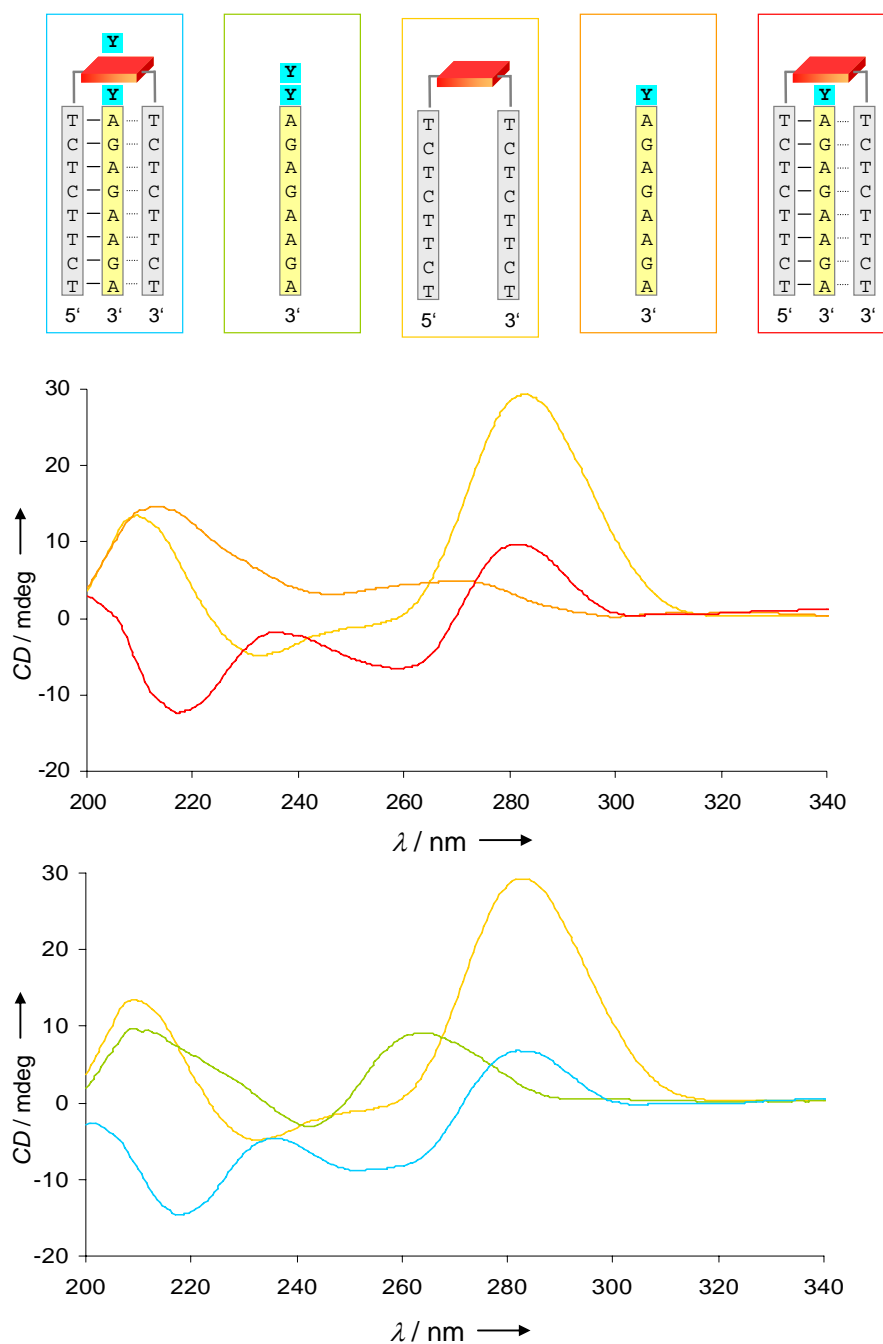 Y
Y
Y Y Y Y
T A T A T T A T A T
C G C G C C G C G C
T A T A T T A T A T
C G C G C C G C G C
T A T A T T A T A T
T A T A T T A T A T
C G C G C C G C G C
T A T A T T A T A T
5‘ 3‘ 3‘ 3‘ 5‘ 3‘ 3‘ 5‘ 3‘ 3‘
30
20
10
0
-10
-20
CD / mdeg
200 220 240 260 280 300 320 340
λ / nm
30
20
10
0
-10
-20
CD / mdeg
200 220 240 260 280 300 320 340
λ / nm